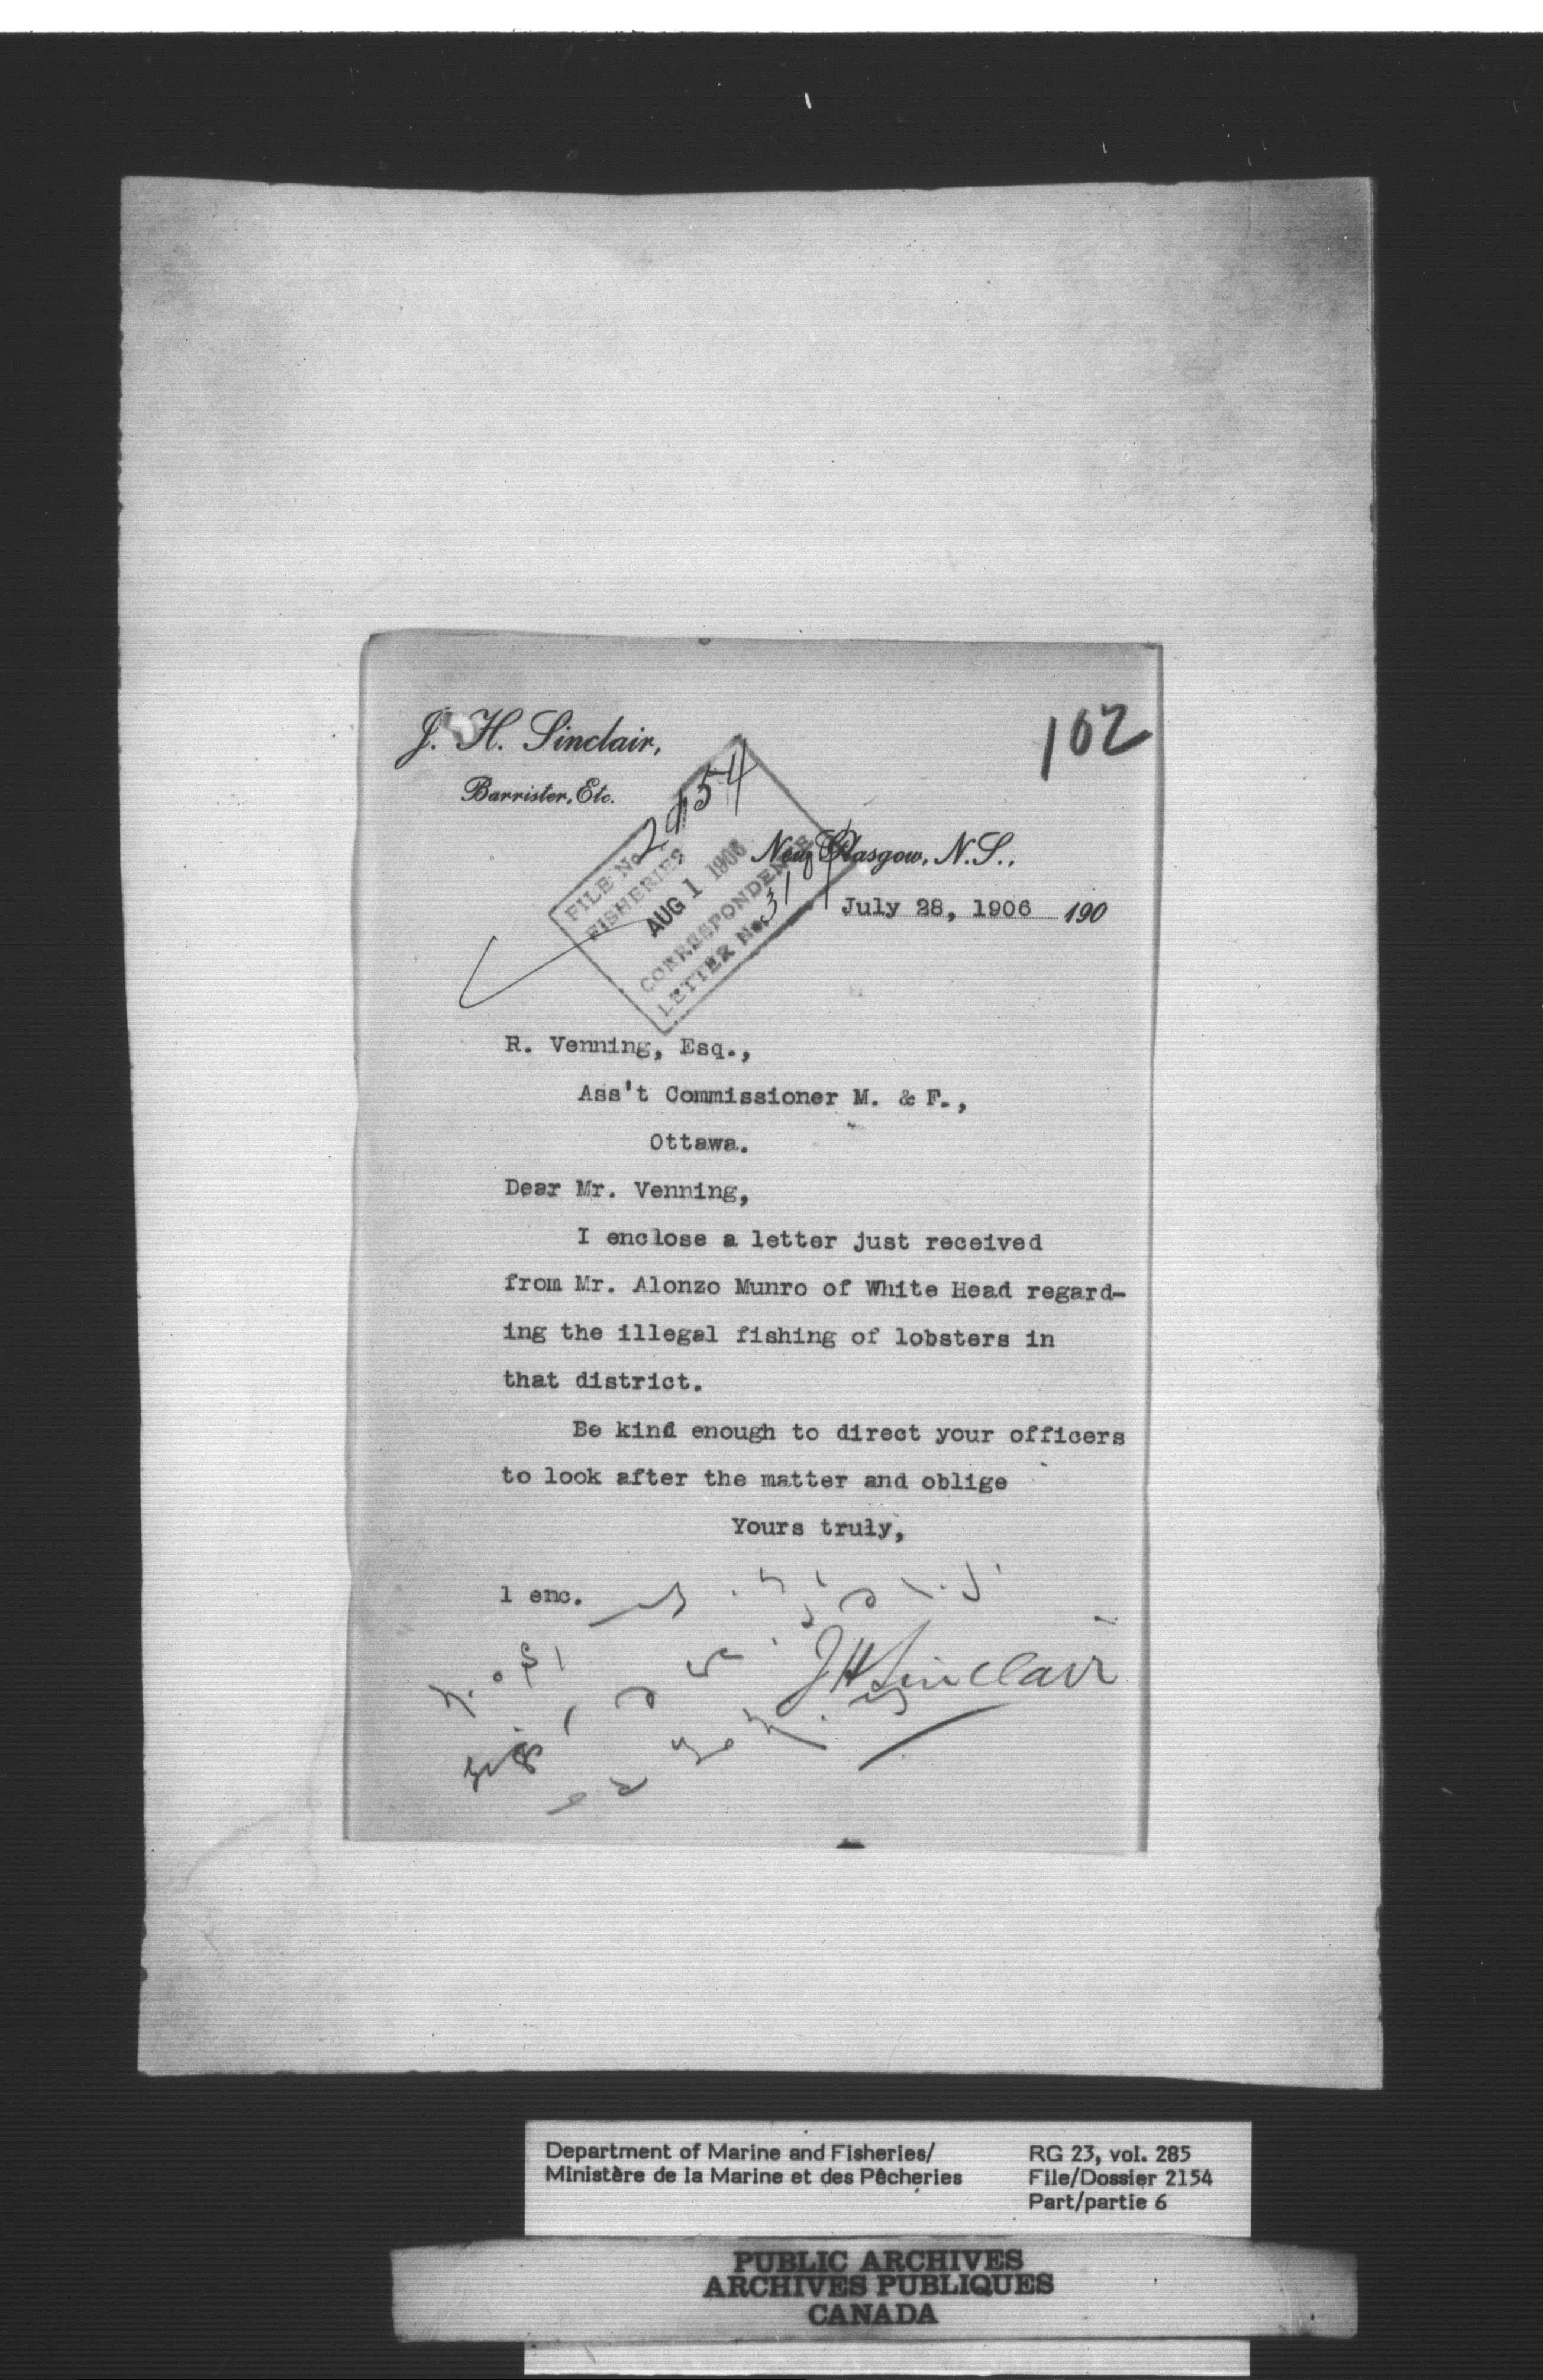 J. H. Sinclair,
Barrister, Etc.
102
FILE No. 2154
FISHERIES
AUG 1 1906
CORRESPONDENCE
LETTER No.
New Glasgow, N.S.,
July 28, 1906 190
R. Venning, Esq.,
Ass't Commissioner M. & F.,
Ottawa.
Dear Mr. Venning,
I enclose a letter just received
from Mr. Alonzo Munro of White Head regard-
ing the illegal fishing of lobsters in
that district.
Be kind enough to direct your officers
to look after the matter and oblige
Yours truly,
1 enc.
J H Sinclair
Department of Marine and Fisheries/
Ministère de la Marine et des Pêcheries
RG 23, vol. 285
File/Dossier 2154
Part/partie 6
PUBLIC ARCHIVES
ARCHIVES PUBLIQUES
CANADA